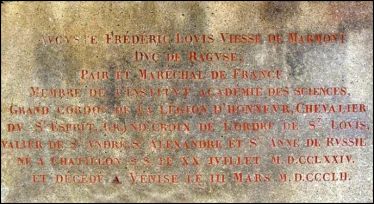 AVGVSTE FRÉDÉRIC LOVIS VIESSE DE MARMONT
DVC DE RAGVSE,
PAIR ET MARÉCHAL DE FRANCE
MEMBRE DE L'INSTITVT ACADÉMIE DES SCIENCES,
GRAND CORDON DE LA LÉGION D'HONNEVR, CHEVALIER
DV ST ESPRIT, GRAND CROIX DE L'ORDRE DE ST LOVIS,
VALIER DE ST ANDRÉ, S. ALEXANDRE ET STE ANNE DE RVSSIE
NÉ A CHATILLON S.S. LE XX IVILLET M.D.CCLXXIV.
ET DÉCÉDÉ A VENISE LE III MARS M.D.CCCLII.